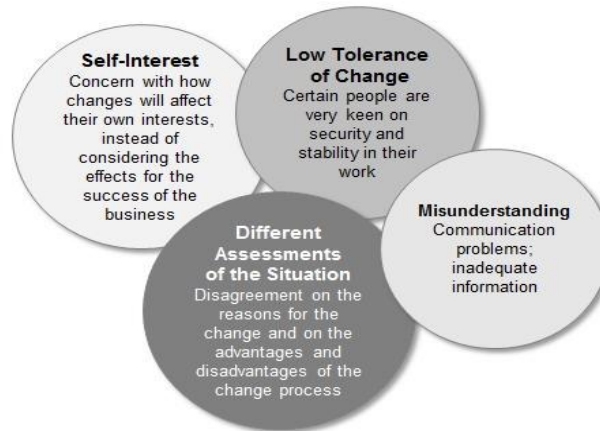 Self-Interest
Concern with how
changes will affect
their own interests,
instead of
considering the
effects for the
success of the
business
Low Tolerance
of Change
Certain people are
very keen on
security and
stability in their
work
Different
Assessments
of the Situation
Disagreement on the
reasons for the
change and on the
advantages and
disadvantages of the
change process
Misunderstanding
Communication
problems;
inadequate
information